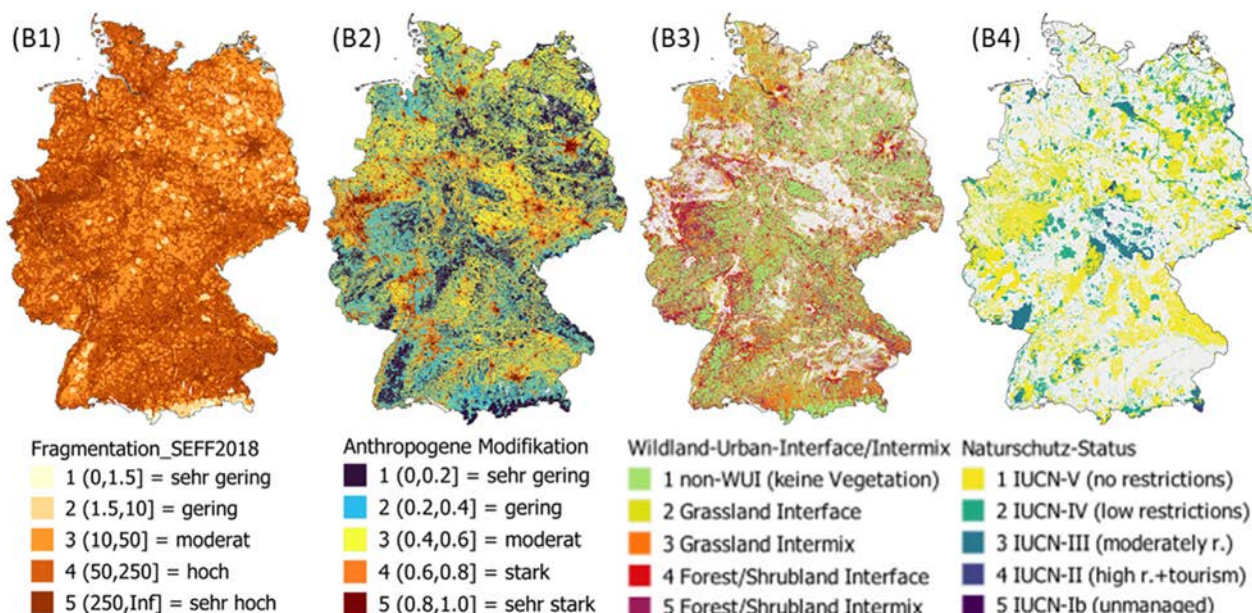 (B1)
(B2)
(B3)
(B4)
Fragmentation_SEFF2018
1 (0,1.5] = sehr gering
2 (1.5,10] = gering
3 (10,50] = moderat
4 (50,250] = hoch
5 (250,Inf] = sehr hoch
Anthropogene Modifikation
1 (0,0.2] = sehr gering
2 (0.2,0.4] = gering
3 (0.4,0.6] = moderat
4 (0.6,0.8] = stark
5 (0.8,1.0] = sehr stark
Wildland-Urban-Interface/Intermix
1 non-WUI (keine Vegetation)
2 Grassland Interface
3 Grassland Intermix
4 Forest/Shrubland Interface
5 Forest/Shrubland Intermix
Naturschutz-Status
1 IUCN-V (no restrictions)
2 IUCN-IV (low restrictions)
3 IUCN-III (moderately r.)
4 IUCN-II (high r.+tourism)
5 IUCN-Ib (unmanaged)